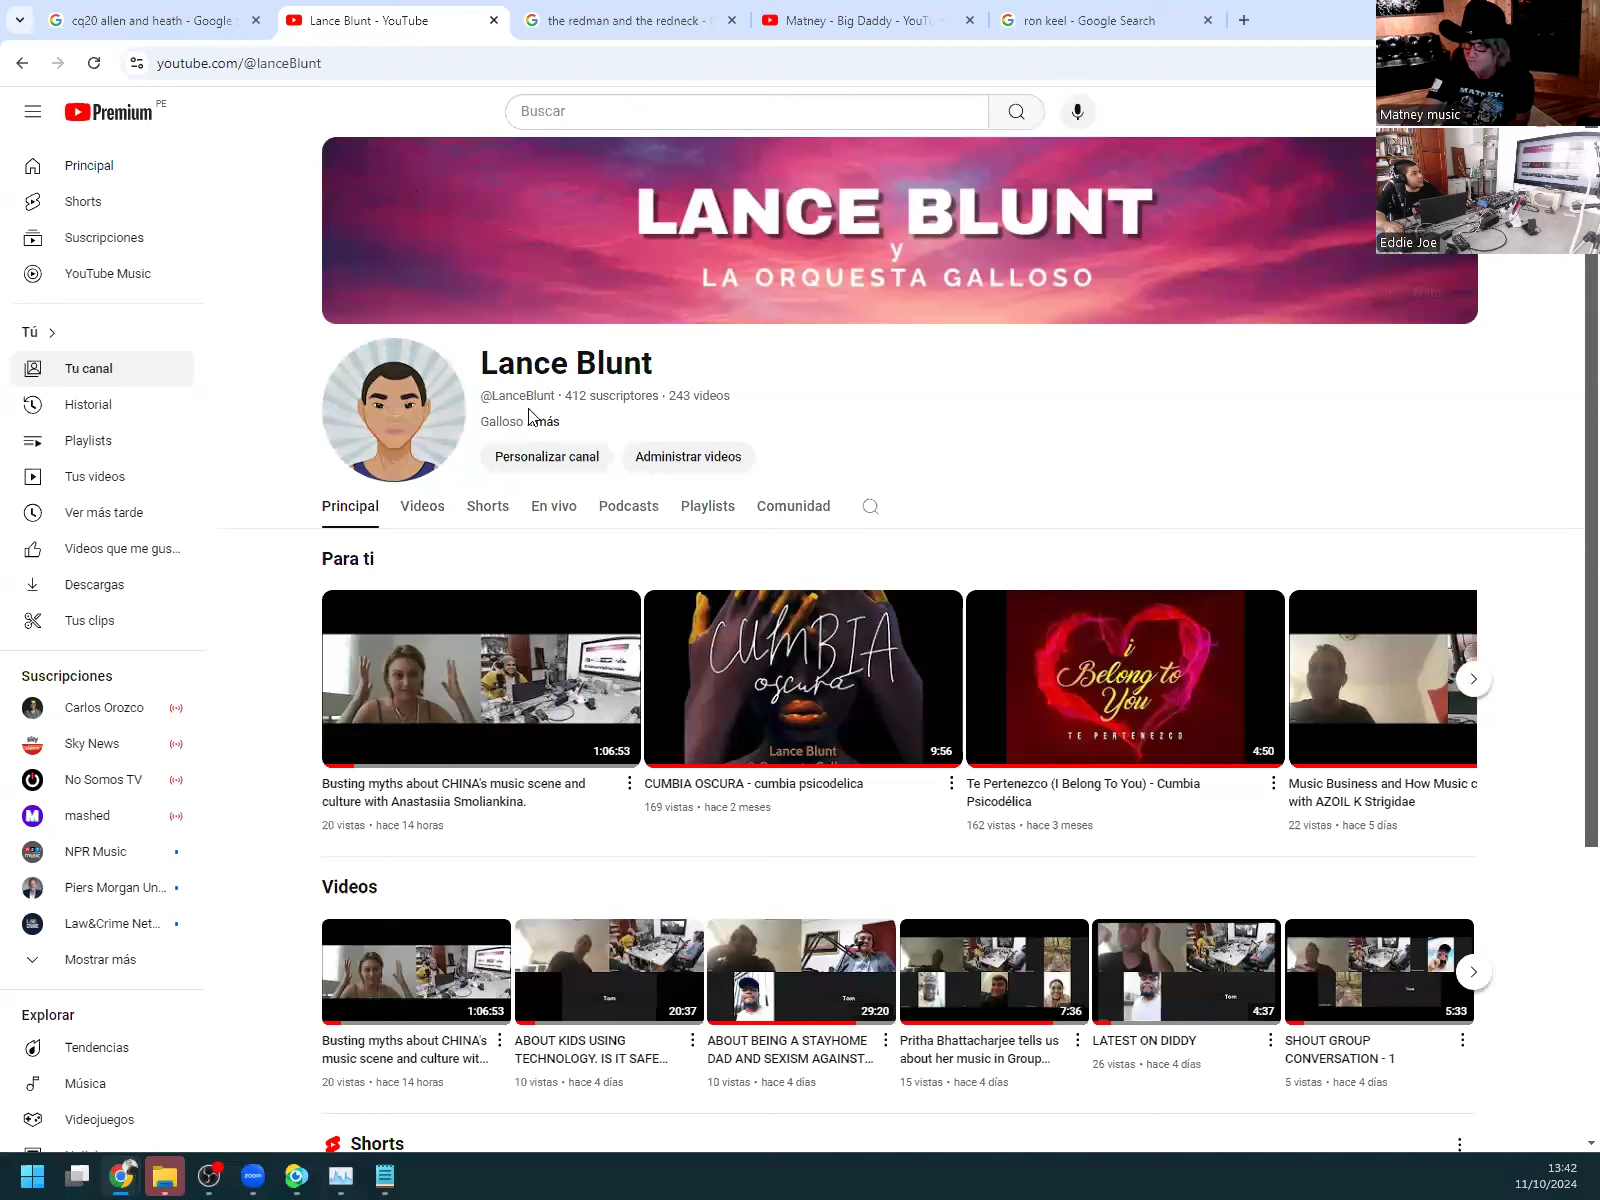 cq20 allen and heath - Google
Lance Blunt - YouTube
the redman and the redneck -
Matney - Big Daddy - YouTu
ron keel - Google Search
youtube.com/@lanceBlunt
Premium PE
Buscar
Matney music
Eddie Joe
MATNEY
Principal
Shorts
Suscripciones
YouTube Music
Tú
Tu canal
Historial
Playlists
Tus videos
Ver más tarde
Videos que me gus...
Descargas
Tus clips
Suscripciones
Carlos Orozco
Sky News
No Somos TV
mashed
NPR Music
Piers Morgan Un...
Law&Crime Net...
Mostrar más
Explorar
Tendencias
Música
Videojuegos
LANCE BLUNT
y
LA ORQUESTA GALLOSO
Lance Blunt
@LanceBlunt · 412 suscriptores · 243 videos
Galloso más
Personalizar canal
Administrar videos
Principal Videos Shorts En vivo Podcasts Playlists Comunidad
Para ti
1:06:53
Busting myths about CHINA's music scene and
culture with Anastasiia Smoliankina.
20 vistas • hace 14 horas
CUMBIA
oscura
Lance Blunt
9:56
CUMBIA OSCURA - cumbia psicodelica
169 vistas • hace 2 meses
i
Belong to
You
TE PERTENEZCO
4:50
Te Pertenezco (I Belong To You) - Cumbia
Psicodélica
162 vistas • hace 3 meses
Music Business and How Music c
with AZOIL K Strigidae
22 vistas • hace 5 días
Videos
1:06:53
Busting myths about CHINA's
music scene and culture wit...
20 vistas • hace 14 horas
Tom
20:37
ABOUT KIDS USING
TECHNOLOGY. IS IT SAFE...
10 vistas • hace 4 días
Tom
29:20
ABOUT BEING A STAYHOME
DAD AND SEXISM AGAINST...
10 vistas • hace 4 días
7:36
Pritha Bhattacharjee tells us
about her music in Group...
15 vistas • hace 4 días
Tom
4:37
LATEST ON DIDDY
26 vistas • hace 4 días
Tom
5:33
SHOUT GROUP
CONVERSATION - 1
5 vistas • hace 4 días
Shorts
zoom
13:42
11/10/2024